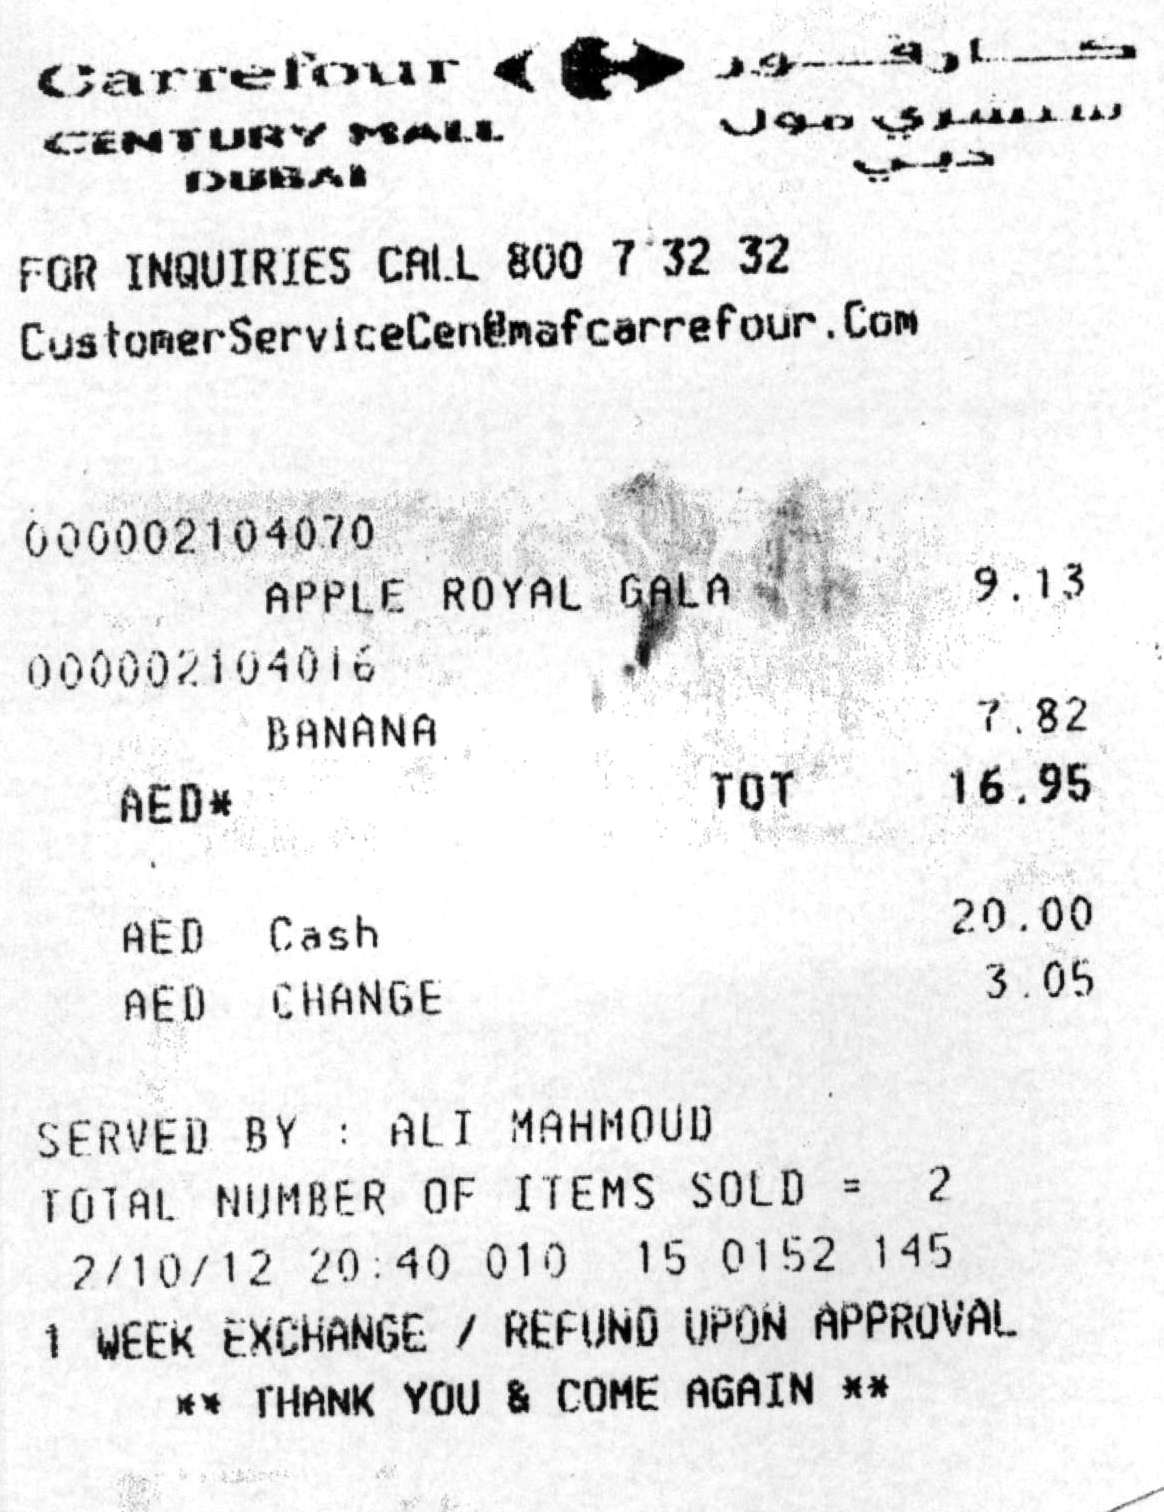 Carrefour كارفور
CENTURY MALL سنشري مول
DUBAI دبي
FOR INQUIRIES CALL 800 7 32 32
CustomerServiceCen@mafcarrefour.Com
000002104070
APPLE ROYAL GALA 9.13
000002104016
BANANA 7.82
AED* TOT 16.95
AED Cash 20.00
AED CHANGE 3.05
SERVED BY : ALI MAHMOUD
TOTAL NUMBER OF ITEMS SOLD = 2
2/10/12 20:40 010 15 0152 145
1 WEEK EXCHANGE / REFUND UPON APPROVAL
** THANK YOU & COME AGAIN **